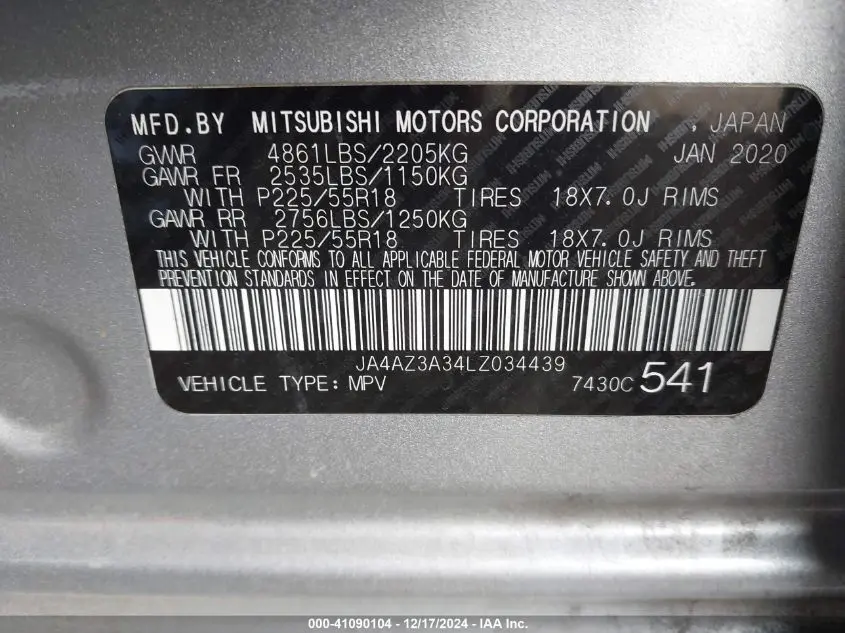 MFD.BY MITSUBISHI MOTORS CORPORATION , JAPAN
GVWR 4861LBS/2205KG JAN 2020
GAWR FR 2535LBS/1150KG
WITH P225/55R18 TIRES 18X7.0J RIMS
GAWR RR 2756LBS/1250KG
WITH P225/55R18 TIRES 18X7.0J RIMS
THIS VEHICLE CONFORMS TO ALL APPLICABLE FEDERAL MOTOR VEHICLE SAFETY AND THEFT
PREVENTION STANDARDS IN EFFECT ON THE DATE OF MANUFACTURE SHOWN ABOVE.
JA4AZ3A34LZ034439
VEHICLE TYPE: MPV 7430C 541
000-41090104 - 12/17/2024 - IAA Inc.